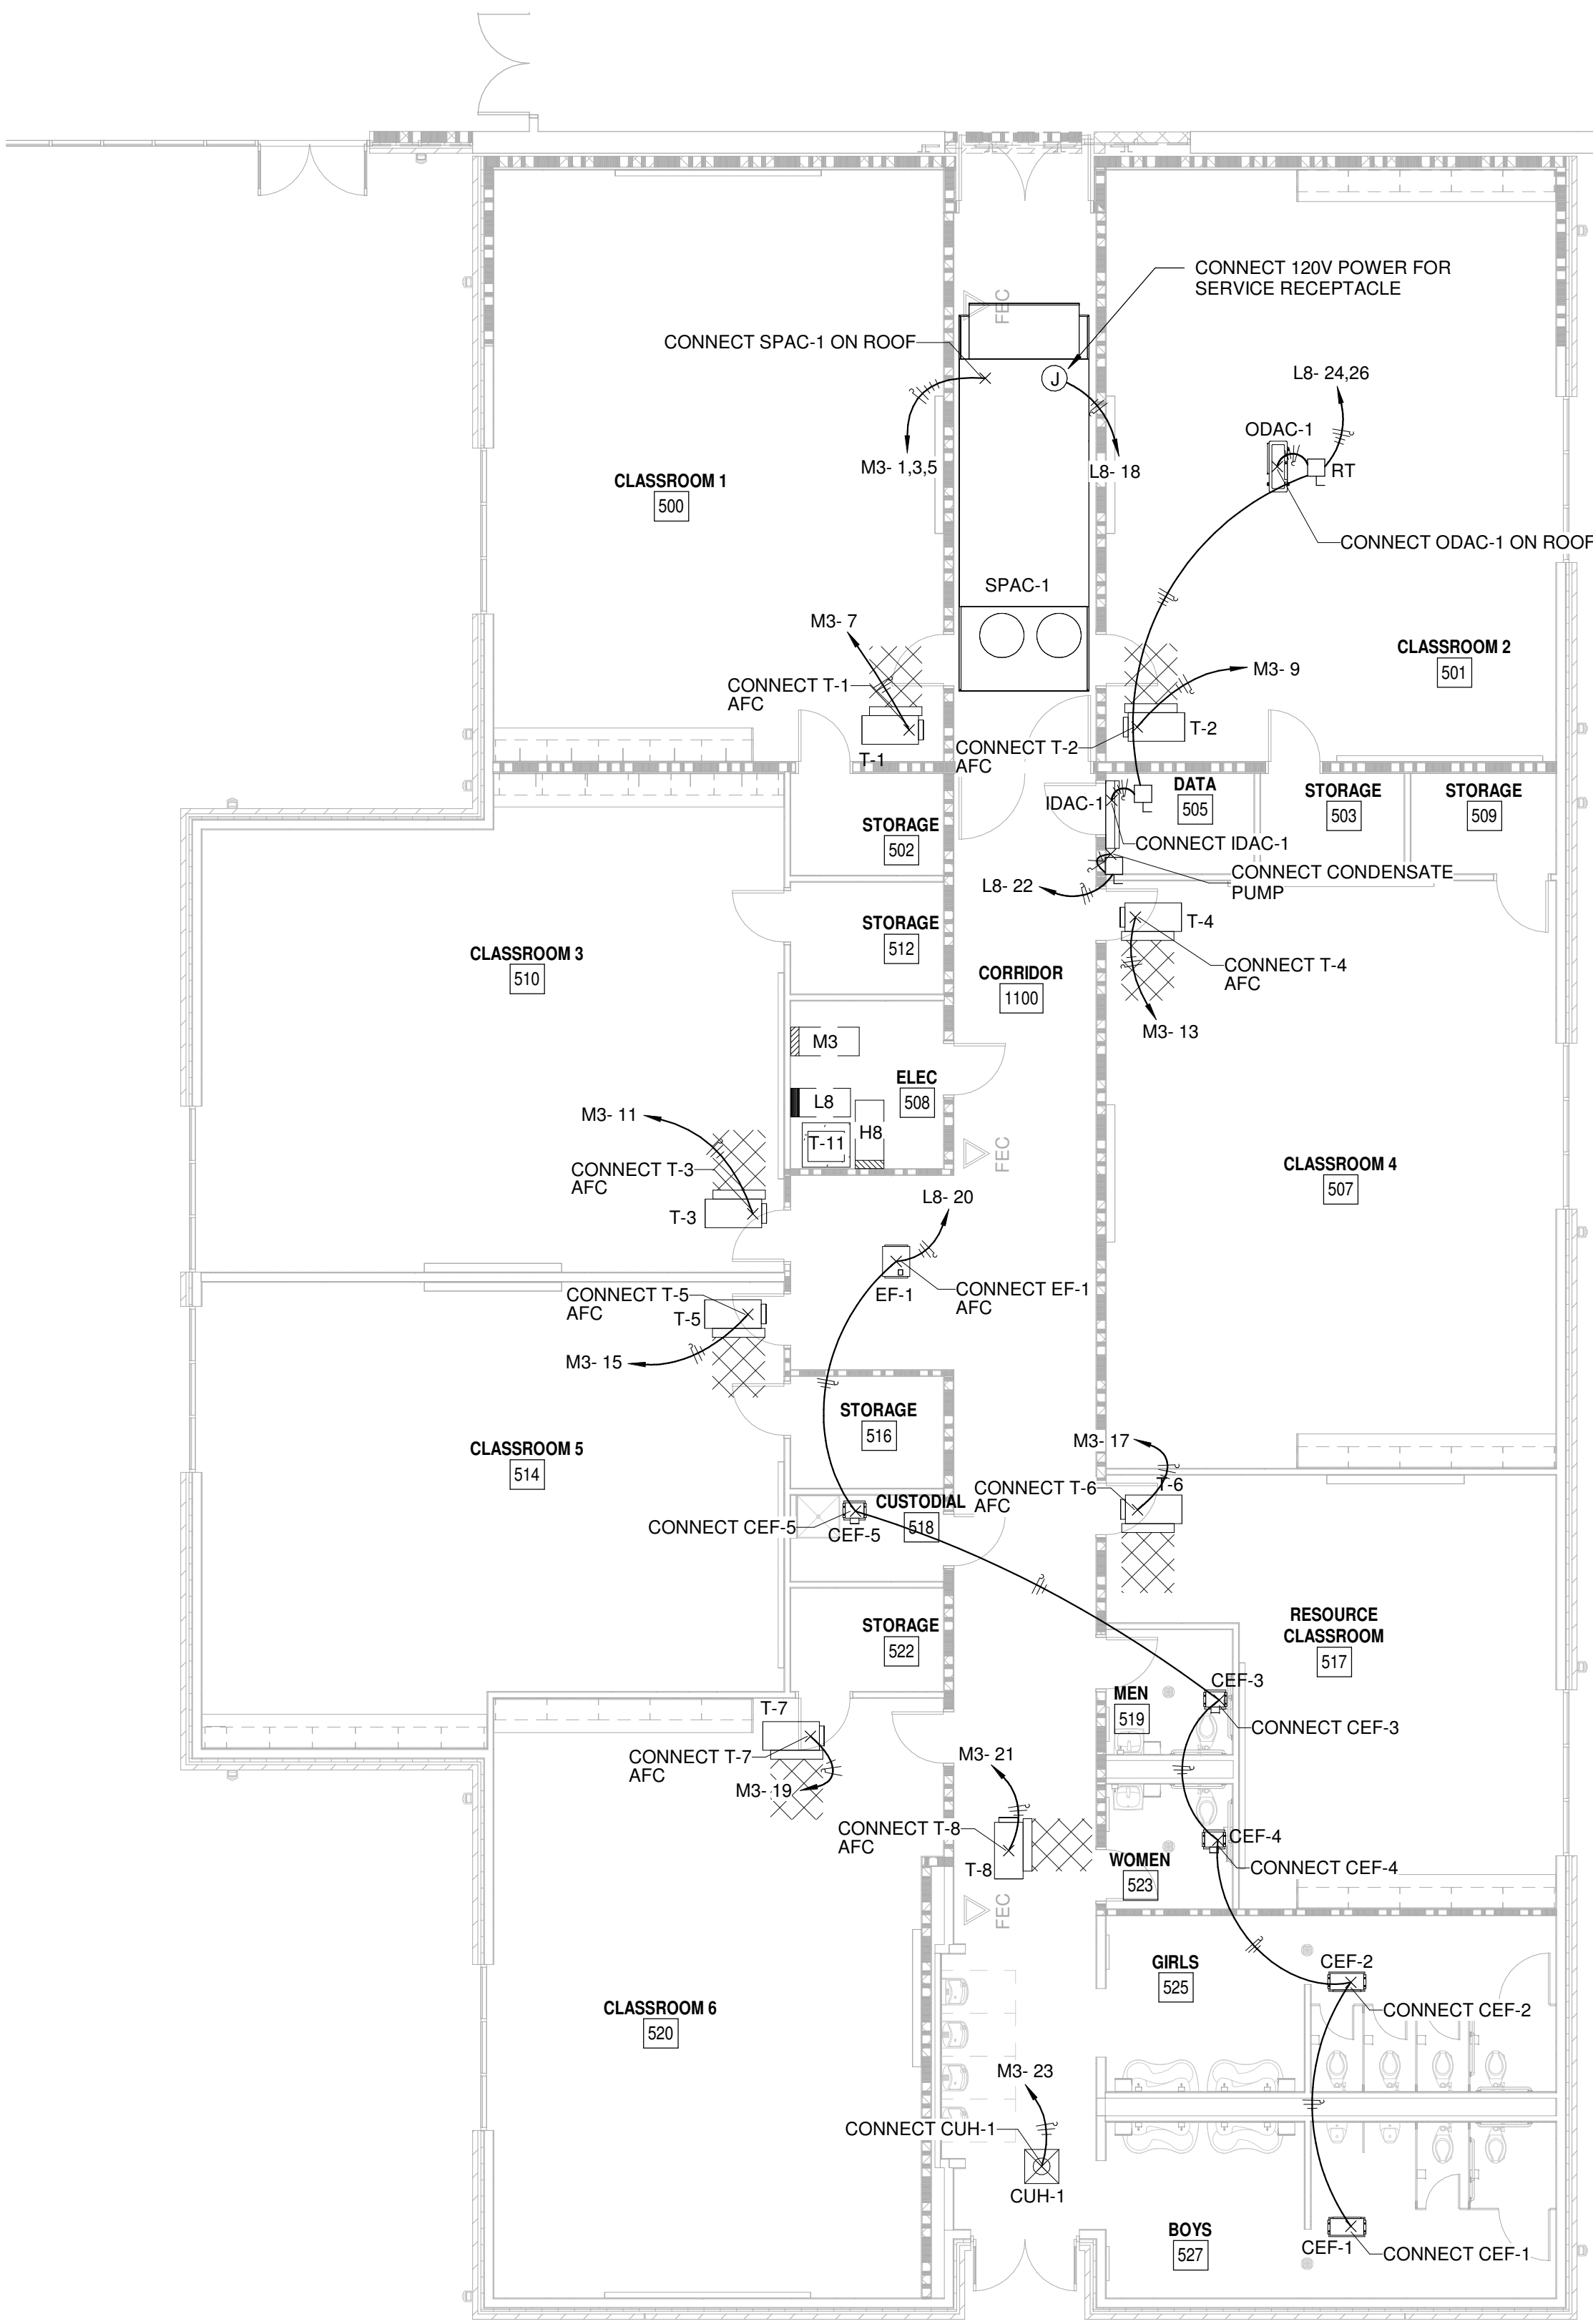 CONNECT 120V POWER FOR
SERVICE RECEPTACLE
FEC
CONNECT SPAC-1 ON ROOF
J
L8- 24,26
ODAC-1
RT
M3- 1,3,5
L8- 18
CLASSROOM 1
500
CONNECT ODAC-1 ON ROOF
SPAC-1
M3- 7
CLASSROOM 2
501
M3- 9
CONNECT T-1
AFC
T-1
T-2
CONNECT T-2
AFC
DATA
505
STORAGE
503
STORAGE
509
IDAC-1
STORAGE
502
CONNECT IDAC-1
CONNECT CONDENSATE
PUMP
L8- 22
T-4
STORAGE
512
CLASSROOM 3
510
CONNECT T-4
AFC
CORRIDOR
1100
M3- 13
M3
ELEC
508
L8
H8
T-11
M3- 11
FEC
CONNECT T-3
AFC
CLASSROOM 4
507
T-3
L8- 20
EF-1
CONNECT EF-1
AFC
CONNECT T-5
AFC
T-5
M3- 15
STORAGE
516
CLASSROOM 5
514
M3- 17
CONNECT T-6
AFC
T-6
CUSTODIAL
518
CONNECT CEF-5
CEF-5
RESOURCE
CLASSROOM
517
STORAGE
522
CEF-3
MEN
519
CONNECT CEF-3
T-7
CONNECT T-7
AFC
M3- 19
M3- 21
CONNECT T-8
AFC
T-8
CEF-4
CONNECT CEF-4
WOMEN
523
FEC
GIRLS
525
CEF-2
CONNECT CEF-2
CLASSROOM 6
520
M3- 23
CONNECT CUH-1
CUH-1
BOYS
527
CEF-1
CONNECT CEF-1